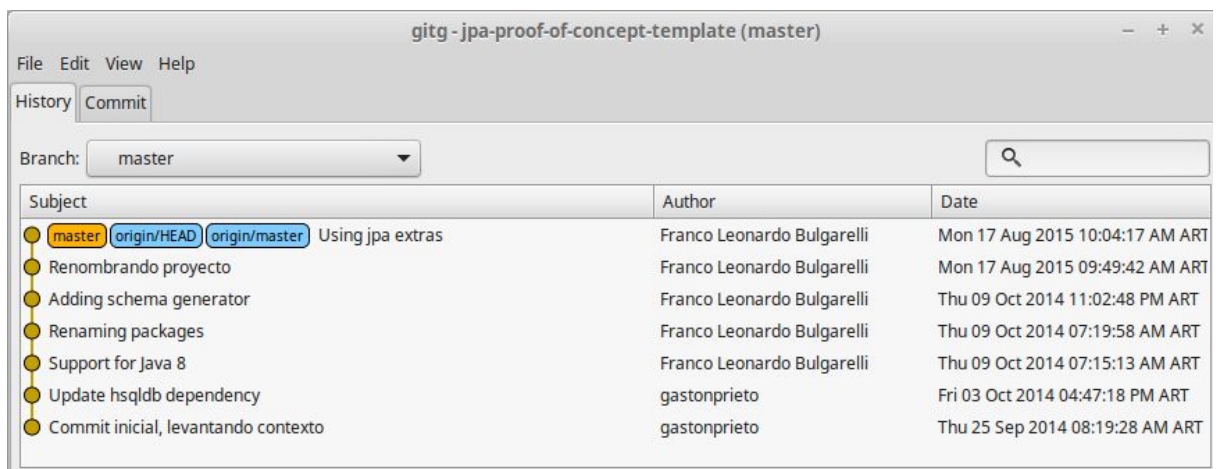 gitg - jpa-proof-of-concept-template (master)
File Edit View Help
History Commit
Branch: master
Subject Author Date
master origin/HEAD origin/master Using jpa extras Franco Leonardo Bulgarelli Mon 17 Aug 2015 10:04:17 AM ART
Renombrando proyecto Franco Leonardo Bulgarelli Mon 17 Aug 2015 09:49:42 AM ART
Adding schema generator Franco Leonardo Bulgarelli Thu 09 Oct 2014 11:02:48 PM ART
Renaming packages Franco Leonardo Bulgarelli Thu 09 Oct 2014 07:19:58 AM ART
Support for Java 8 Franco Leonardo Bulgarelli Thu 09 Oct 2014 07:15:13 AM ART
Update hsqldb dependency gastonprieto Fri 03 Oct 2014 04:47:18 PM ART
Commit inicial, levantando contexto gastonprieto Thu 25 Sep 2014 08:19:28 AM ART